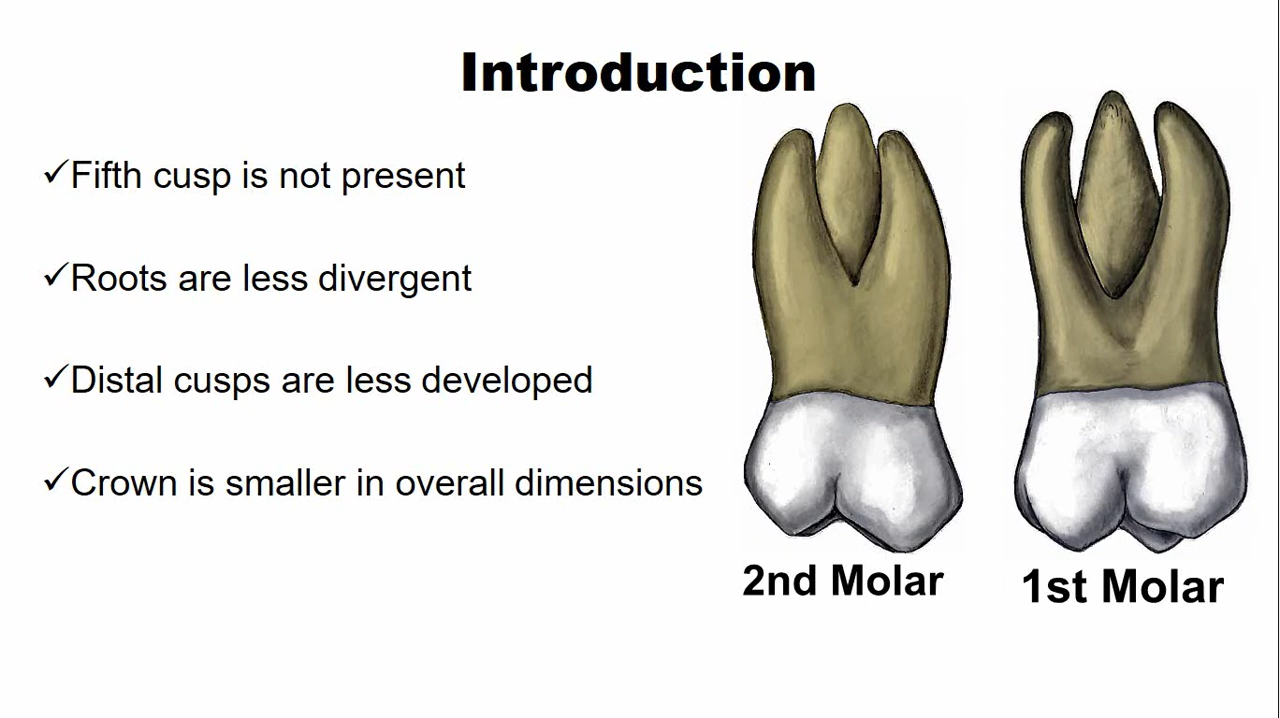 Introduction
✓Fifth cusp is not present
✓Roots are less divergent
✓Distal cusps are less developed
✓Crown is smaller in overall dimensions
2nd Molar
1st Molar